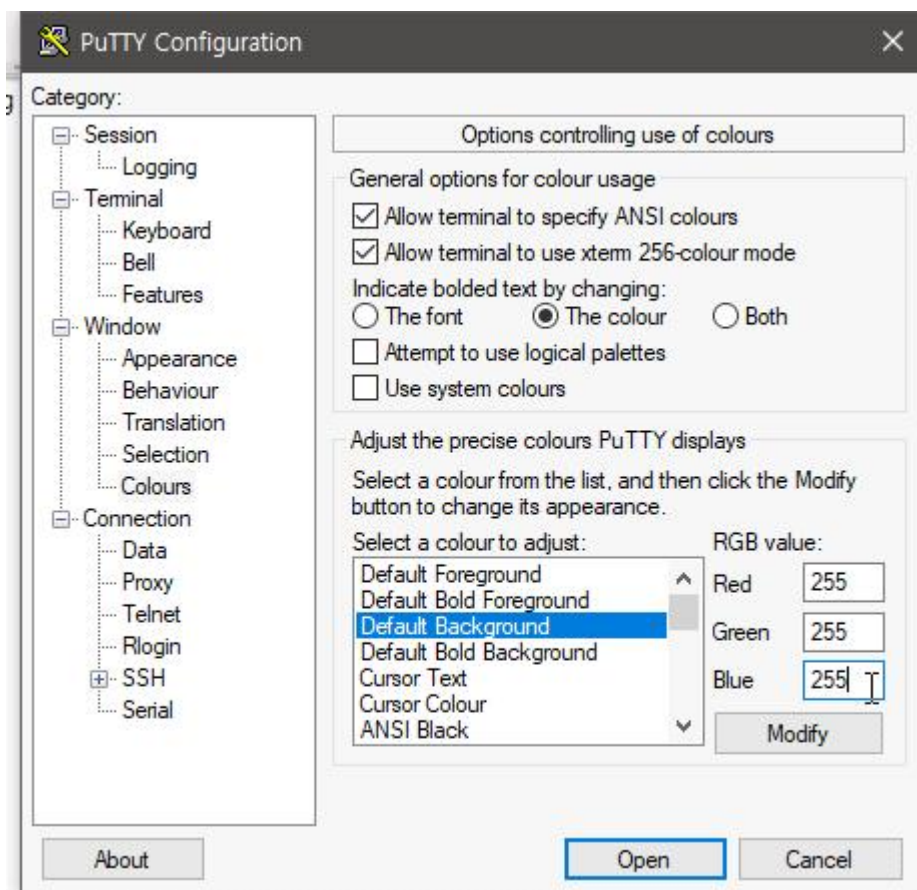 PuTTY Configuration
g
Category:
Session
Logging
Terminal
Keyboard
Bell
Features
Window
Appearance
Behaviour
Translation
Selection
Colours
Connection
Data
Proxy
Telnet
Rlogin
SSH
Serial
Options controlling use of colours
General options for colour usage
Allow terminal to specify ANSI colours
Allow terminal to use xterm 256-colour mode
Indicate bolded text by changing:
The font The colour Both
Attempt to use logical palettes
Use system colours
Adjust the precise colours PuTTY displays
Select a colour from the list, and then click the Modify
button to change its appearance.
Select a colour to adjust:
Default Foreground
Default Bold Foreground
Default Background
Default Bold Background
Cursor Text
Cursor Colour
ANSI Black
RGB value:
Red 255
Green 255
Blue 255
Modify
About Open Cancel